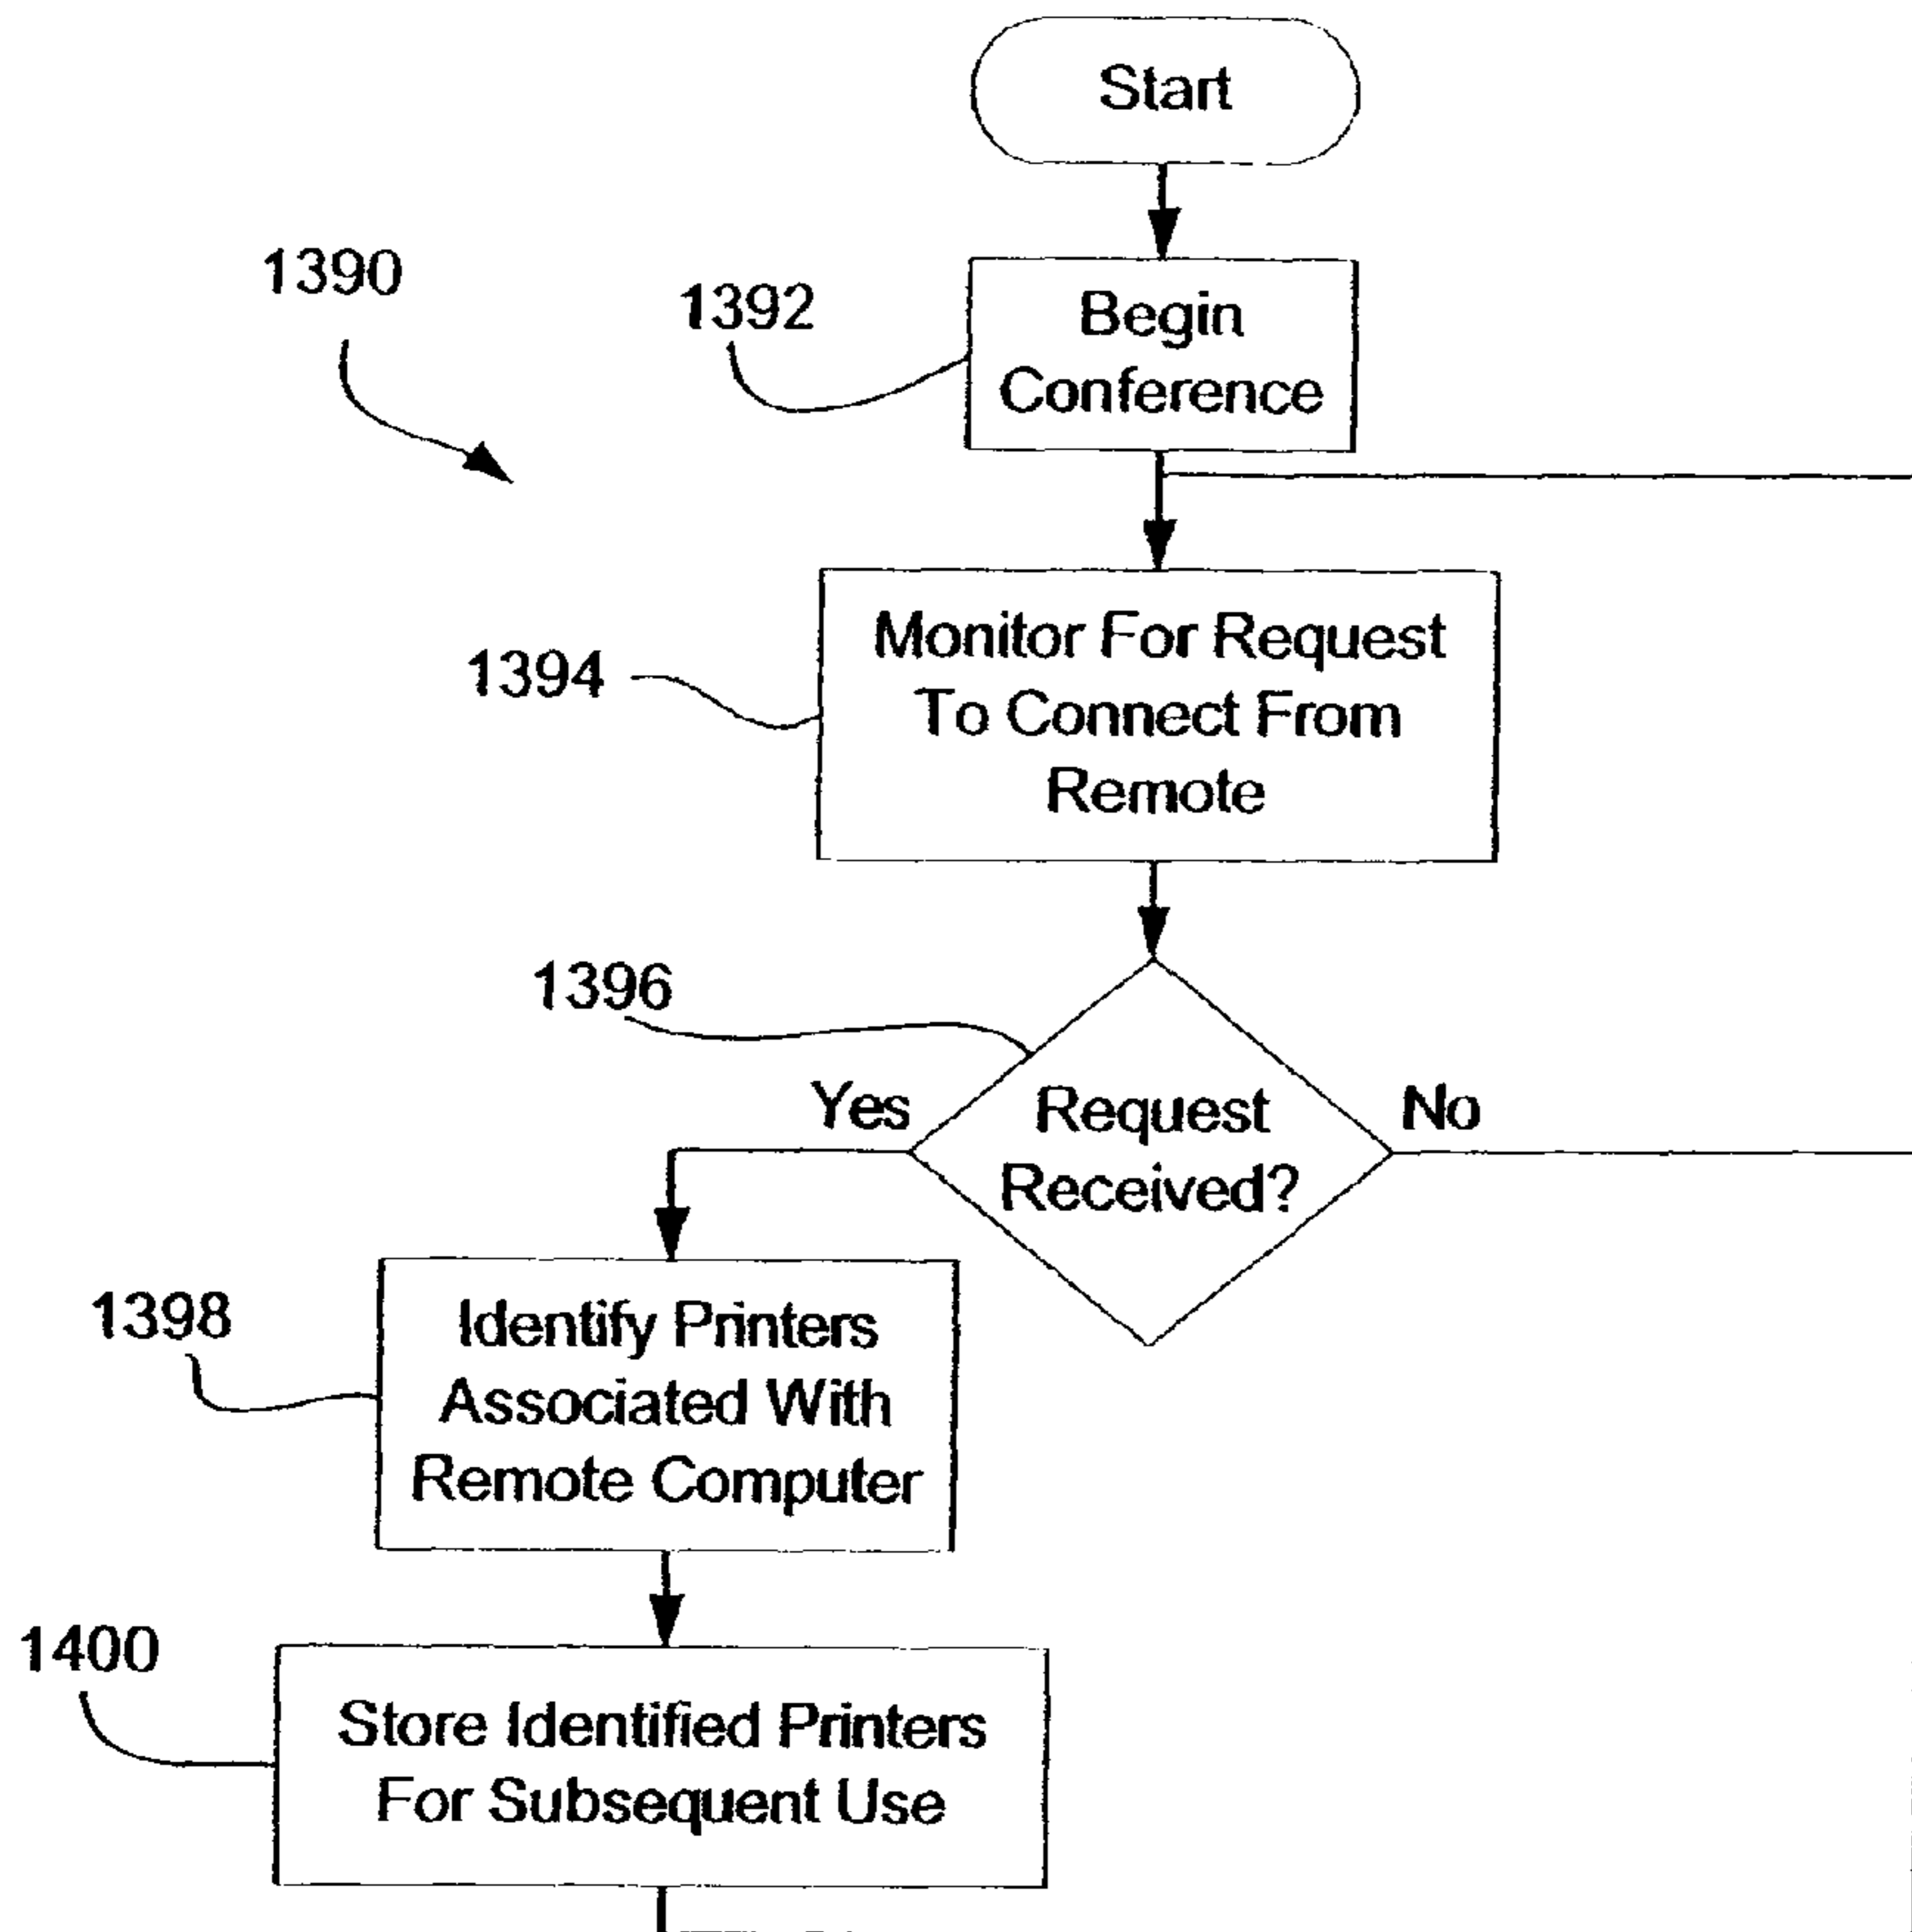 Start
1390
1392
Begin
Conference
1394
Monitor For Request
To Connect From
Remote
1396
Yes
Request
Received?
No
1398
Identify Printers
Associated With
Remote Computer
1400
Store Identified Printers
For Subsequent Use